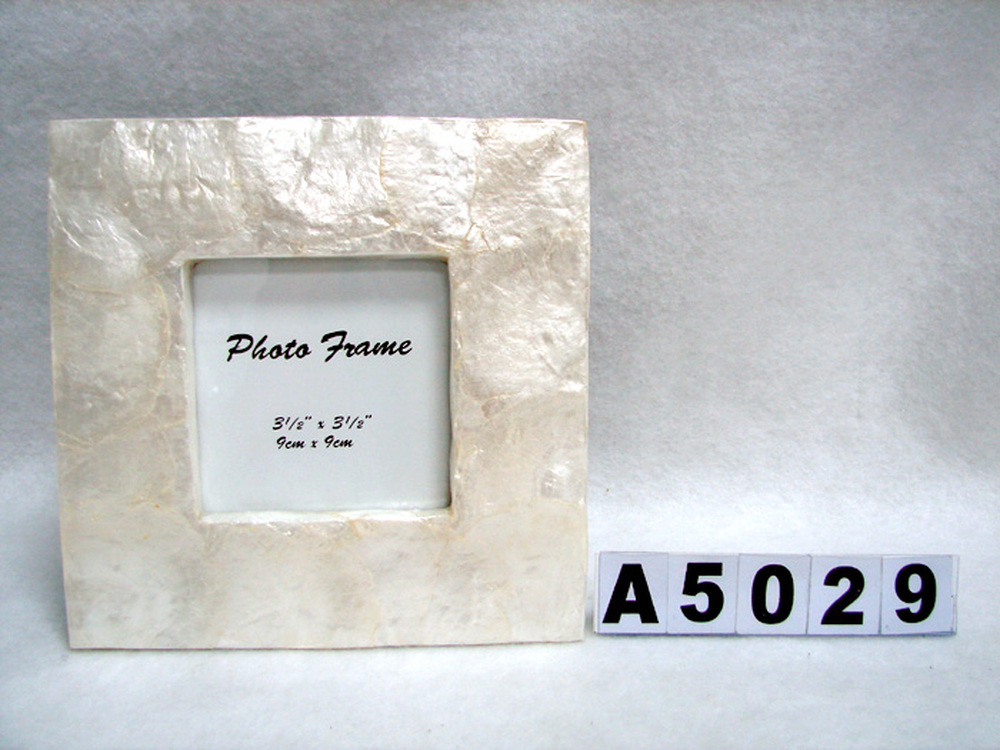 Photo Frame
3 1/2" x 3 1/2"
9cm x 9cm
A5029